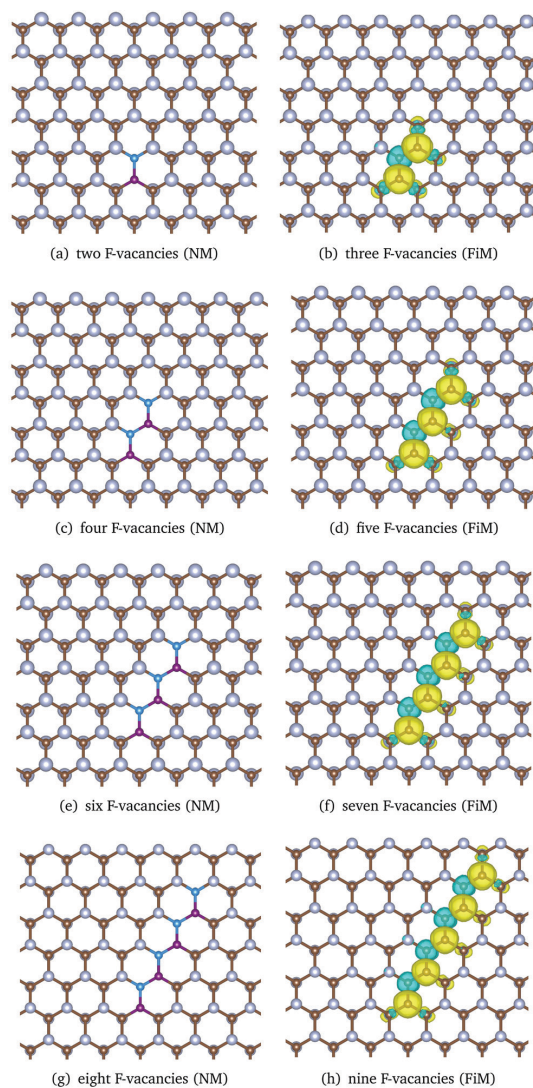 (a) two F-vacancies (NM)
(b) three F-vacancies (FiM)
(c) four F-vacancies (NM)
(d) five F-vacancies (FiM)
(e) six F-vacancies (NM)
(f) seven F-vacancies (FiM)
(g) eight F-vacancies (NM)
(h) nine F-vacancies (FiM)